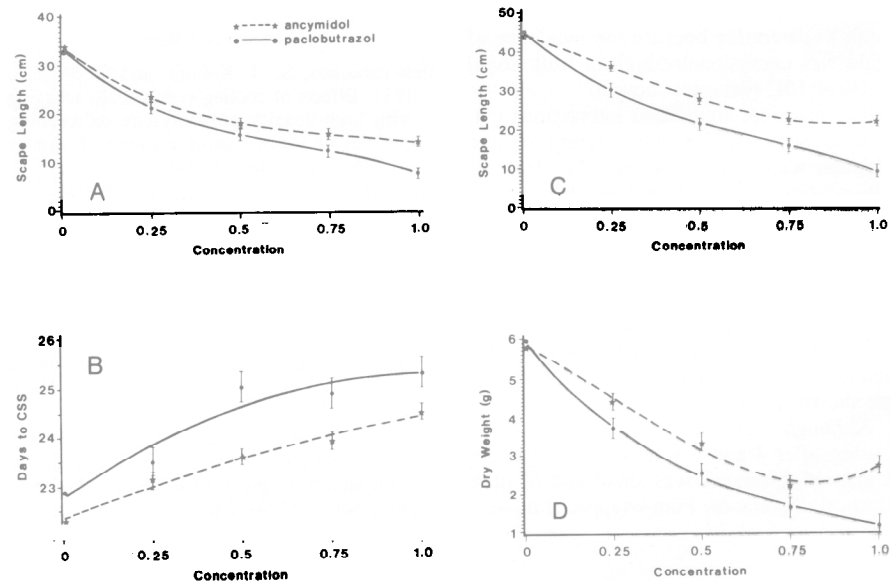 40
30
20
10
0
Scape Length (cm)
ancymidol
paclobutrazol
A
0 0.25 0.5 0.75 1.0
Concentration
50
40
30
20
10
0
Scape Length (cm)
C
0 0.25 0.5 0.75 1.0
Concentration
26
25
24
23
Days to CSS
B
0 0.25 0.5 0.75 1.0
Concentration
6
5
4
3
2
1
Dry Weight (g)
D
0 0.25 0.5 0.75 1.0
Concentration